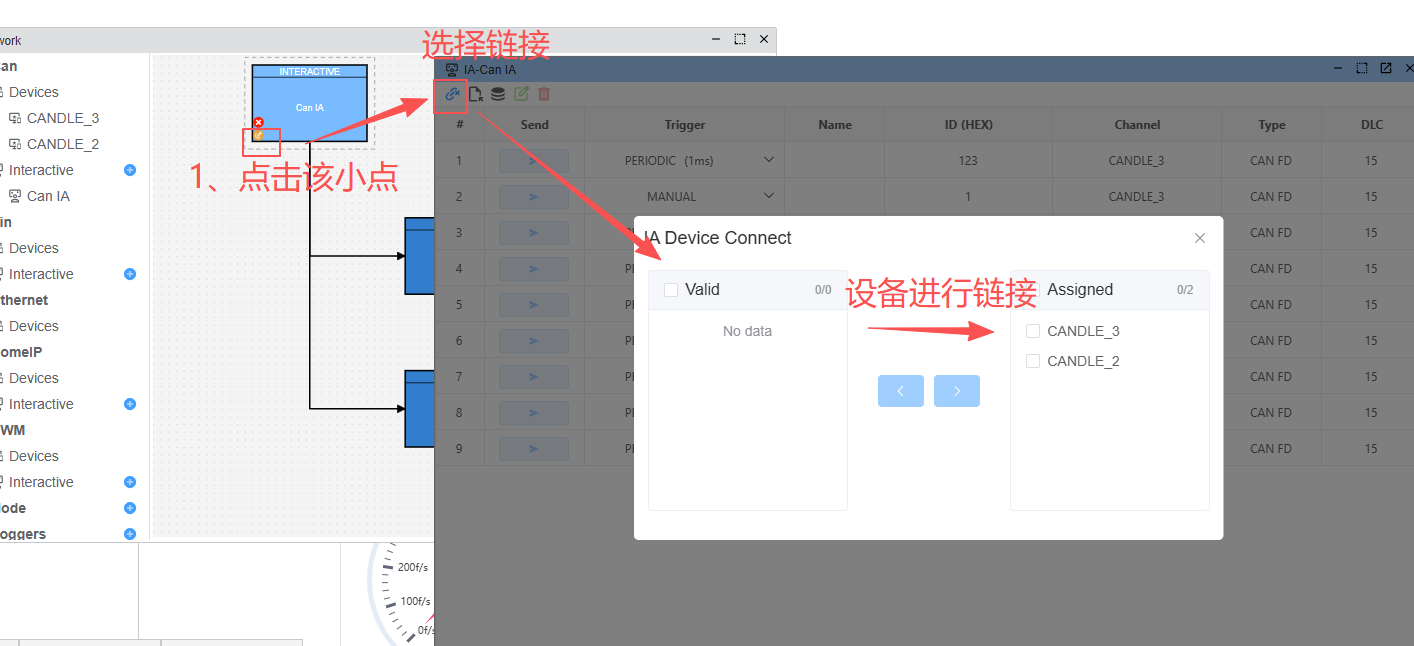 work
an
Devices
CANDLE_3
CANDLE_2
Interactive
Can IA
in
Devices
Interactive
thernet
Devices
omeIP
Devices
Interactive
WM
Devices
Interactive
ode
oggers
INTERACTIVE
Can IA
1、点击该小点
选择链接
IA-Can IA
# Send Trigger Name ID (HEX) Channel Type DLC
1 PERIODIC (1ms) 123 CANDLE_3 CAN FD 15
2 MANUAL 1 CANDLE_3 CAN FD 15
3 CAN FD 15
4 PE CAN FD 15
5 PE CAN FD 15
6 PE CAN FD 15
7 PE CAN FD 15
8 PE CAN FD 15
9 PE CAN FD 15
IA Device Connect
Valid 0/0
No data
设备进行链接
Assigned 0/2
CANDLE_3
CANDLE_2
200f/s
100f/s
0f/s